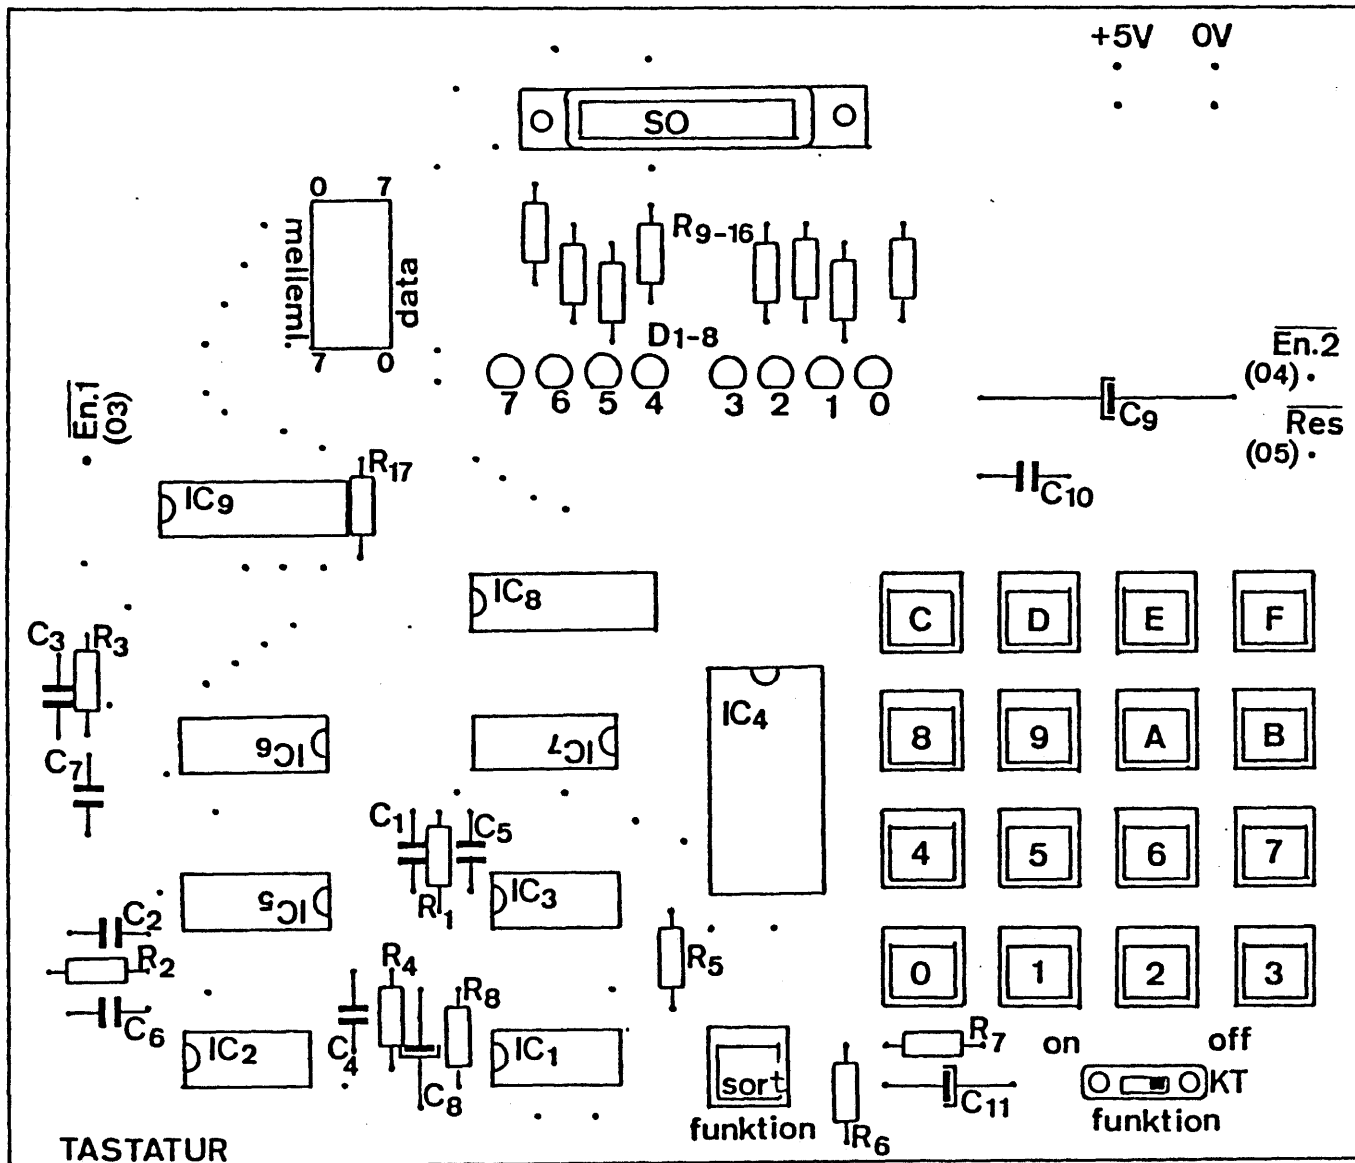 +5V 0V
SO
0 7
mellemml.
data
7 0
R9-16
D1-8
7 6 5 4 3 2 1 0
En.2
(04)
C9
Res
(05)
C10
En.1
(03)
R17
IC9
IC8
C D E F
C3 R3
IC4
8 9 A B
IC6
IC7
C7
C1 C5
4 5 6 7
R1
IC5
IC3
C2
R2
C6
R5
0 1 2 3
R4
R8
C4
C8
IC2
IC1
R7
on off
sort
funktion
R6
C11
KT
funktion
TASTATUR